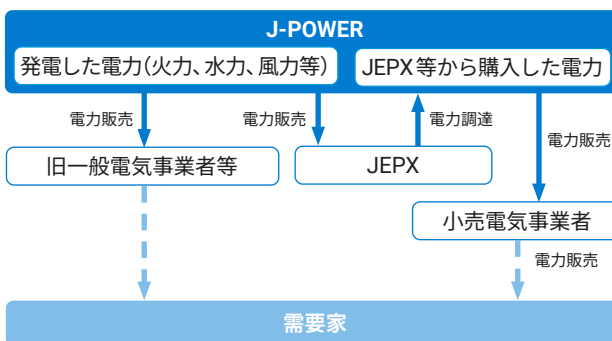 J-POWER
発電した電力（火力、水力、風力等）
JEPX等から購入した電力
電力販売
電力販売
電力調達
電力販売
旧一般電気事業者等
JEPX
小売電気事業者
電力販売
需要家